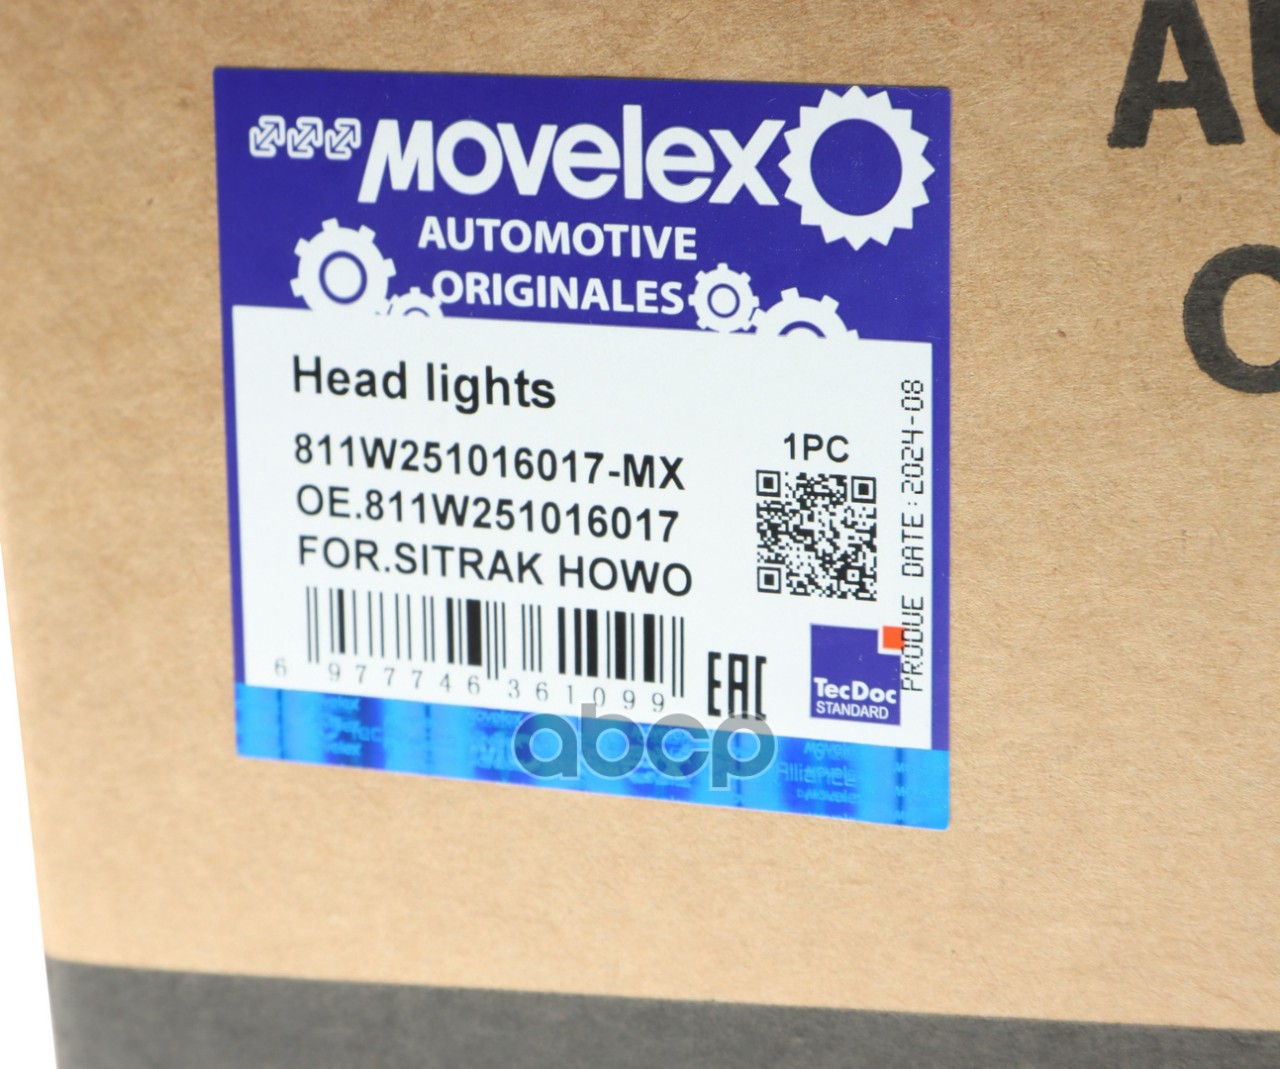 Movelex
AUTOMOTIVE
ORIGINALES
Head lights
811W251016017-MX
OE.811W251016017
FOR.SITRAK HOWO
1PC
6 977746 361099
EAC
TecDoc
STANDARD
PRODUE DATE:2024-08
abcp
AU